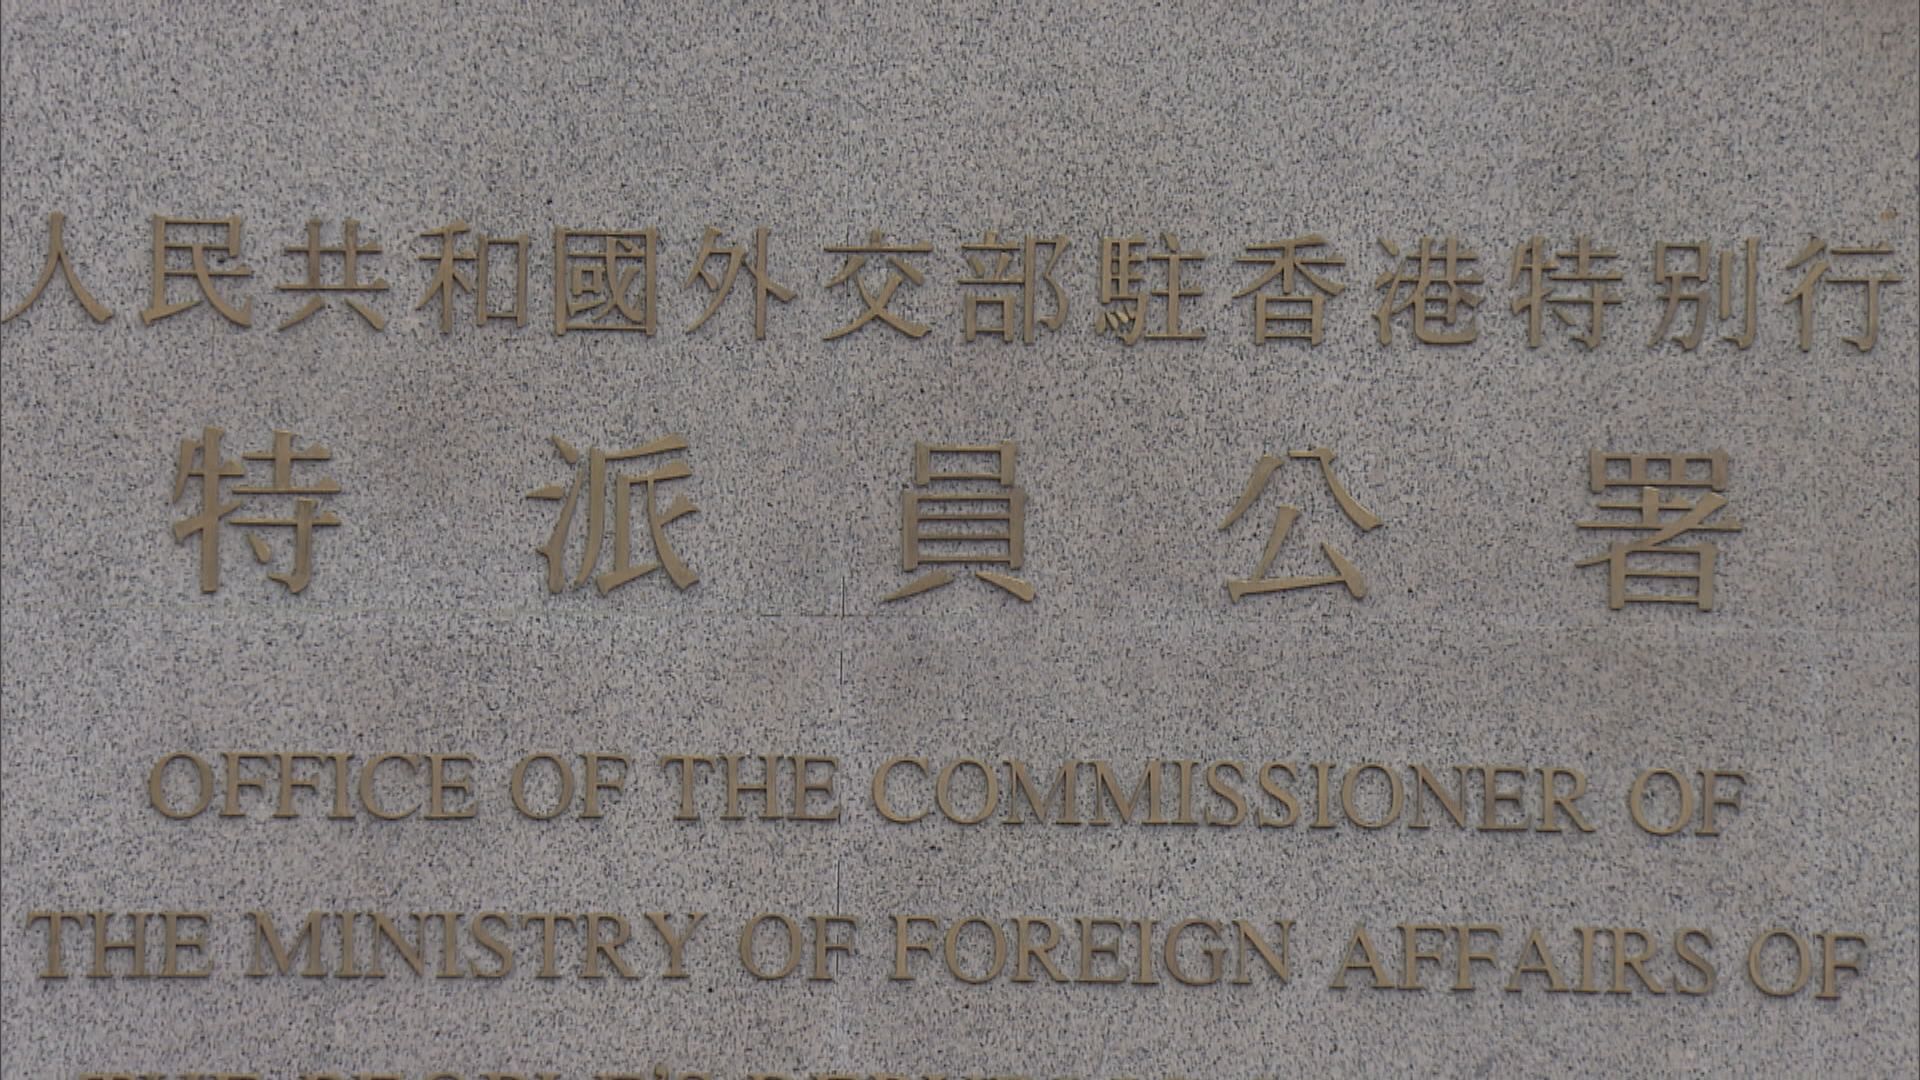 人民共和國外交部駐香港特別行
特派員公署
OFFICE OF THE COMMISSIONER OF
THE MINISTRY OF FOREIGN AFFAIRS OF